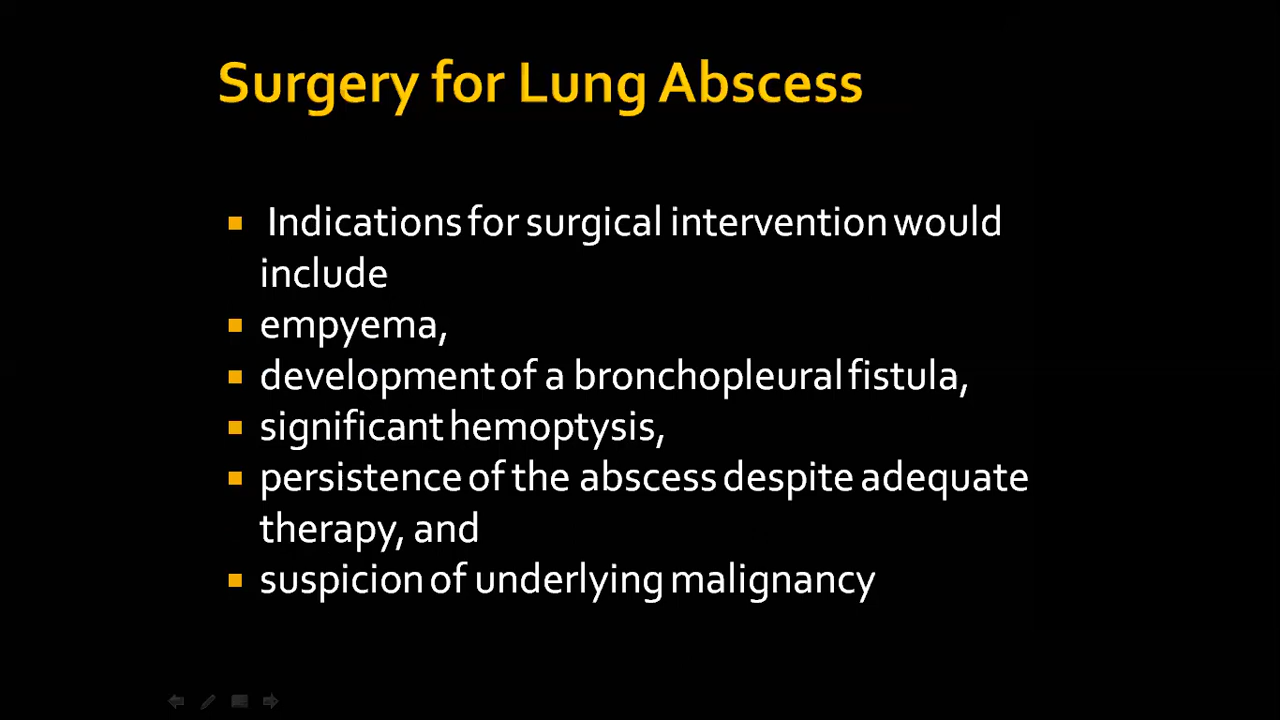 Surgery for Lung Abscess
Indications for surgical intervention would
include
empyema,
development of a bronchopleural fistula,
significant hemoptysis,
persistence of the abscess despite adequate
therapy, and
suspicion of underlying malignancy